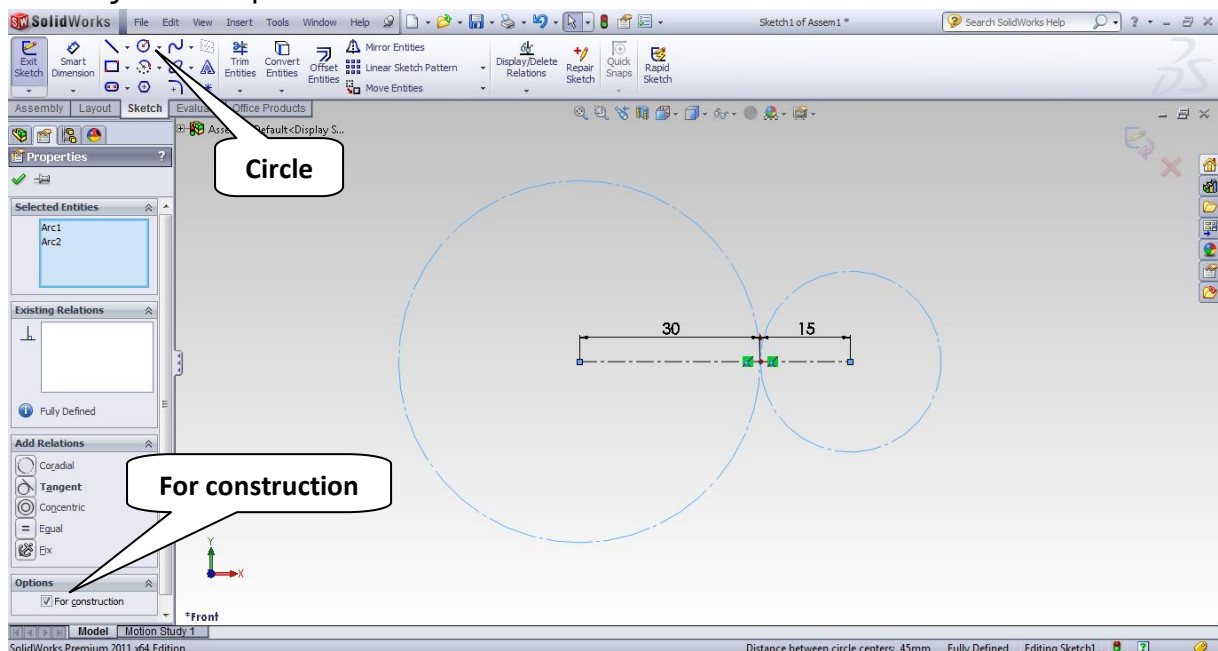 SolidWorks File Edit View Insert Tools Window Help Sketch1 of Assem1 * Search SolidWorks Help ?
Exit Sketch Smart Dimension Trim Entities Convert Entities Offset Entities Mirror Entities Linear Sketch Pattern Move Entities Display/Delete Relations Repair Sketch Quick Snaps Rapid Sketch
Assembly Layout Sketch Office Products
Default<Display S...
Circle
Properties ?
Selected Entities
Arc1
Arc2
Existing Relations
Fully Defined
Add Relations
Coradial
Tangent
Concentric
Equal
Fix
For construction
Options
For construction
30 15
Y
X
*Front
Model Motion Study 1
SolidWorks Premium 2011 x64 Edition Distance between circle centers: 45mm Fully Defined Editing Sketch1 ?